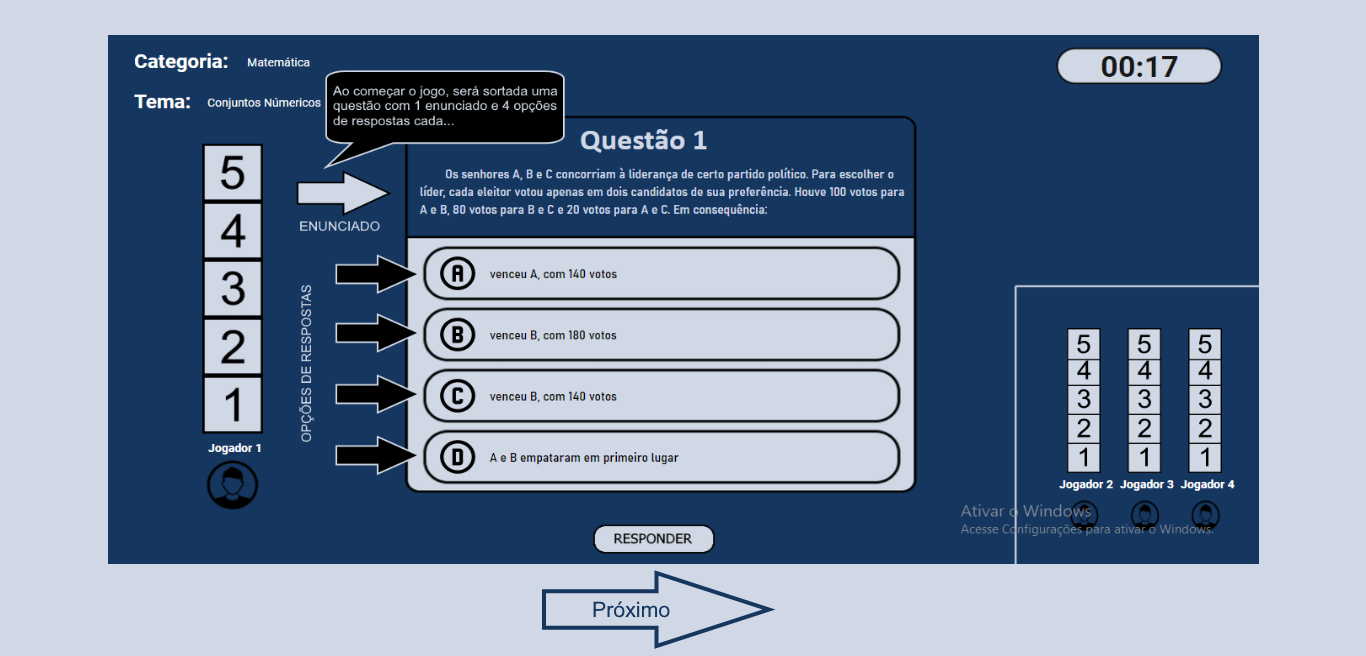 Categoria: Matemática
00:17
Tema: Conjuntos Númericos
Ao começar o jogo, será sortada uma
questão com 1 enunciado e 4 opções
de respostas cada...
Questão 1
Os senhores A, B e C concorriam à liderança de certo partido político. Para escolher o
líder, cada eleitor votou apenas em dois candidatos de sua preferência. Houve 100 votos para
A e B, 80 votos para B e C e 20 votos para A e C. Em consequência:
ENUNCIADO
OPÇÕES DE RESPOSTAS
A venceu A, com 140 votos
B venceu B, com 180 votos
C venceu B, com 140 votos
D A e B empataram em primeiro lugar
5
4
3
2
1
Jogador 1
5 5 5
4 4 4
3 3 3
2 2 2
1 1 1
Jogador 2 Jogador 3 Jogador 4
Ativar o Windows
Acesse Configurações para ativar o Windows.
RESPONDER
Próximo